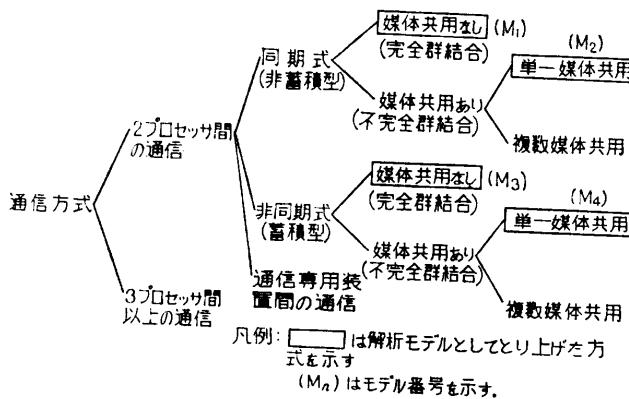 媒体共用なし (M₁)
(完全群結合)
同期式
(非蓄積型)
(M₂)
単一媒体共用
媒体共用あり
(不完全群結合)
複数媒体共用
2プロセッサ間
の通信
媒体共用なし (M₃)
(完全群結合)
非同期式
(蓄積型)
(M₄)
単一媒体共用
媒体共用あり
(不完全群結合)
複数媒体共用
通信方式
通信専用装
置間の通信
3プロセッサ間
以上の通信
凡例: は解析モデルとしてとり上げた方
式を示す
(Mₙ)はモデル番号を示す.